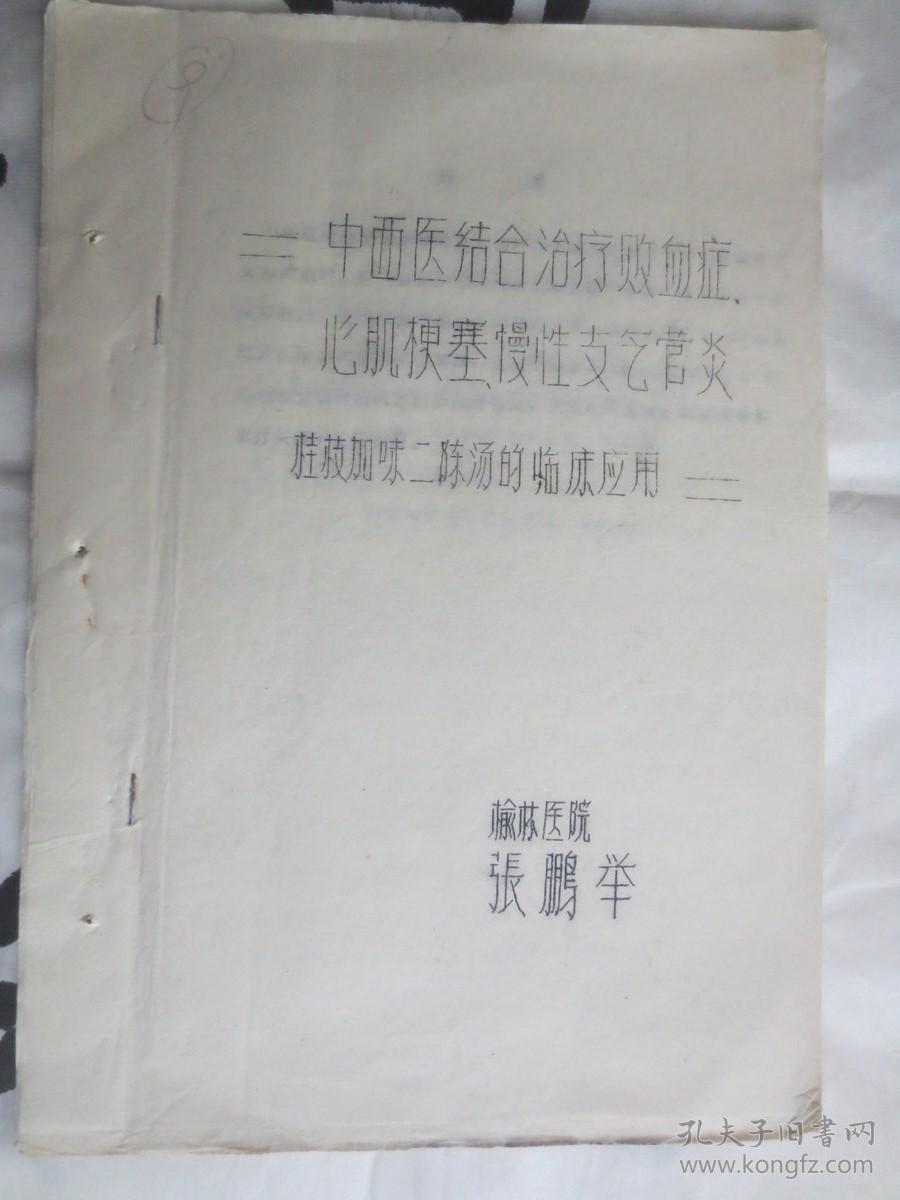 中西医结合治疗败血症、
心肌梗塞、慢性支气管炎
桂枝加味二陈汤的临床应用
榆林医院
張鹏举
孔夫子旧書网
www.kongfz.com